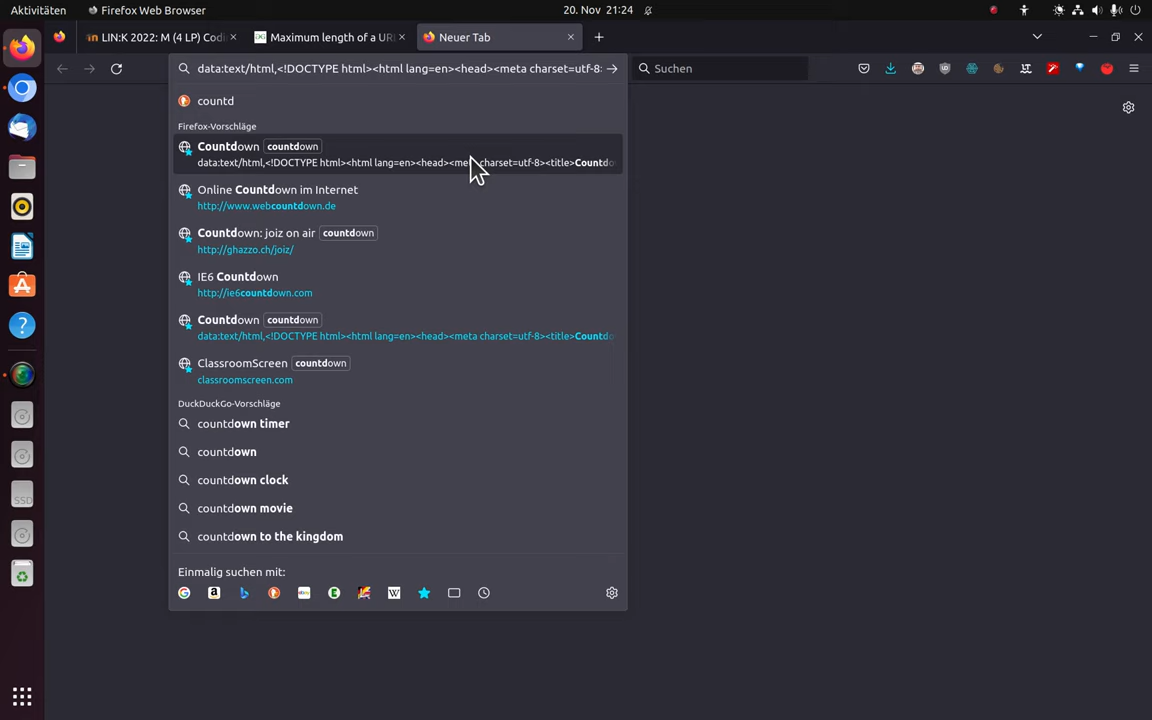 Aktivitäten Firefox Web Browser 20. Nov 21:24
LIN:K 2022: M (4 LP) Codi Maximum length of a UR Neuer Tab
data:text/html,<!DOCTYPE html><html lang=en><head><meta charset=utf-8: Suchen
countd
Firefox-Vorschläge
Countdown countdown
data:text/html,<!DOCTYPE html><html lang=en><head><meta charset=utf-8><title>Countdo
Online Countdown im Internet
http://www.webcountdown.de
Countdown: joiz on air countdown
http://ghazzo.ch/joiz/
IE6 Countdown
http://ie6countdown.com
Countdown countdown
data:text/html,<!DOCTYPE html><html lang=en><head><meta charset=utf-8><title>Countdo
ClassroomScreen countdown
classroomscreen.com
DuckDuckGo-Vorschläge
countdown timer
countdown
countdown clock
countdown movie
countdown to the kingdom
Einmalig suchen mit:
SSD